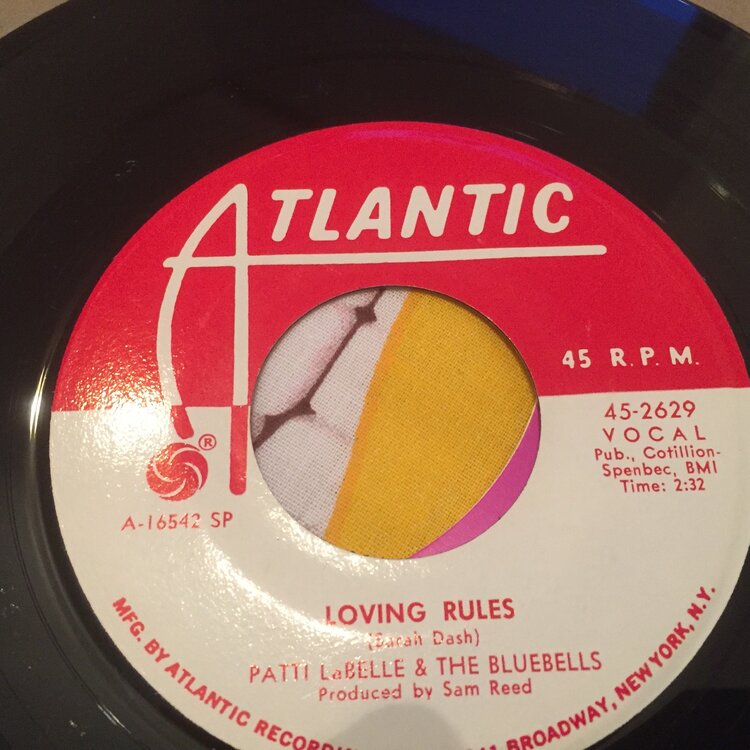 ATLANTIC
45 R.P.M.
45-2629
VOCAL
Pub., Cotillion-
Spenbec, BMI
Time: 2:32
®
A-16542 SP
LOVING RULES
(Sarah Dash)
PATTI LaBELLE & THE BLUEBELLS
Produced by Sam Reed
MFG. BY ATLANTIC RECORDI BROADWAY, NEW YORK, N.Y.